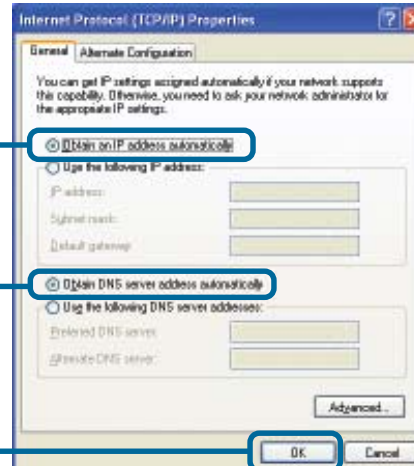 Internet Protocol (TCP/IP) Properties
General
Alternate Configuration
You can get IP settings assigned automatically if your network supports
this capability. Otherwise, you need to ask your network administrator for
the appropriate IP settings.
Obtain an IP address automatically
Use the following IP address:
IP address:
Subnet mask:
Default gateway:
Obtain DNS server address automatically
Use the following DNS server addresses:
Preferred DNS server:
Alternate DNS server:
Advanced...
OK
Cancel